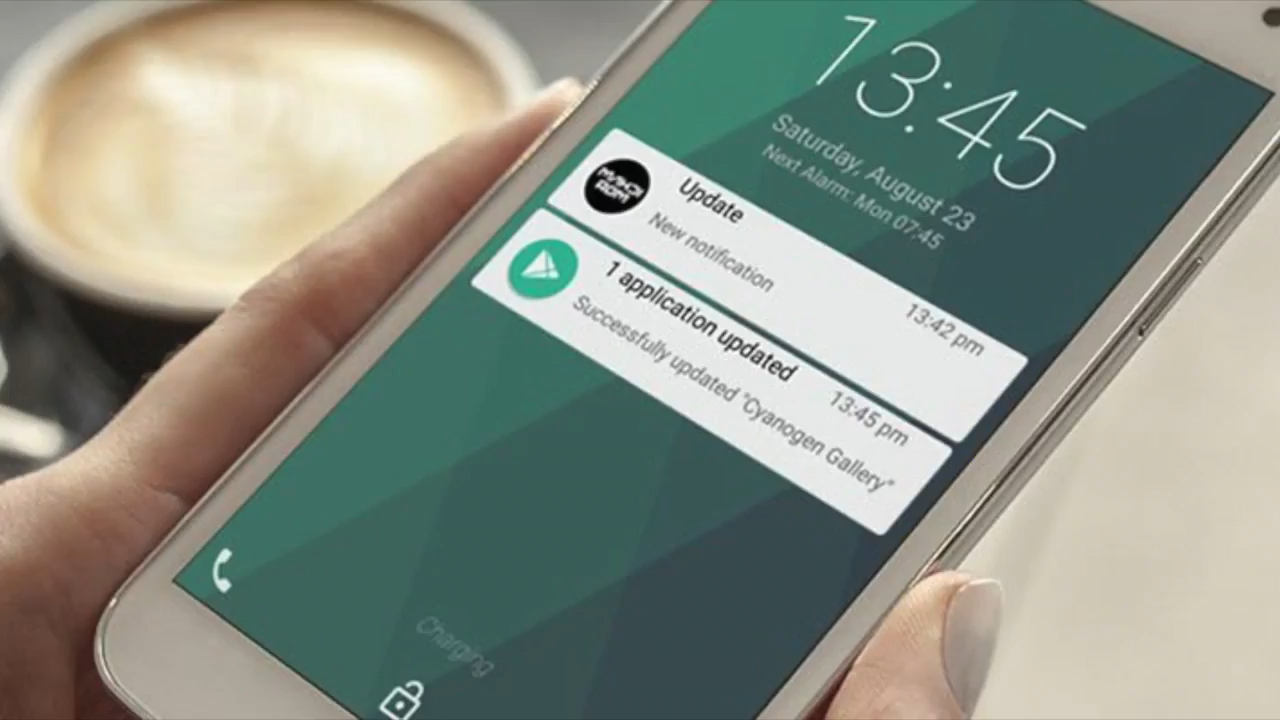 13:45
Saturday, August 23
Next Alarm: Mon 07:45
Update
New notification
13:42 pm
1 application updated
Successfully updated "Cyanogen Gallery"
13:45 pm
Charging